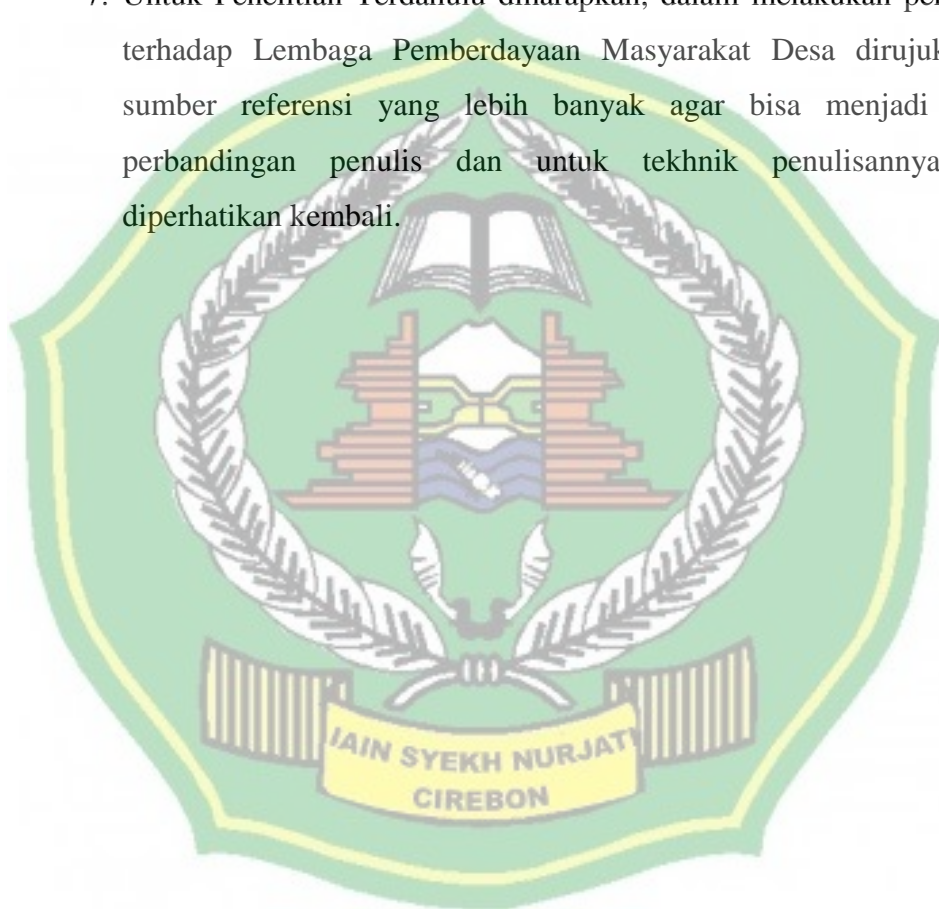 7. Untuk Penelitian Terdahulu diharapkan, dalam melakukan
terhadap Lembaga Pemberdayaan Masyarakat Desa
sumber referensi yang lebih banyak agar bisa menjadi
perbandingan penulis dan untuk tekhnik penulisannya
diperhatikan kembali.
IAIN SYEKH NURJATI
CIREBON